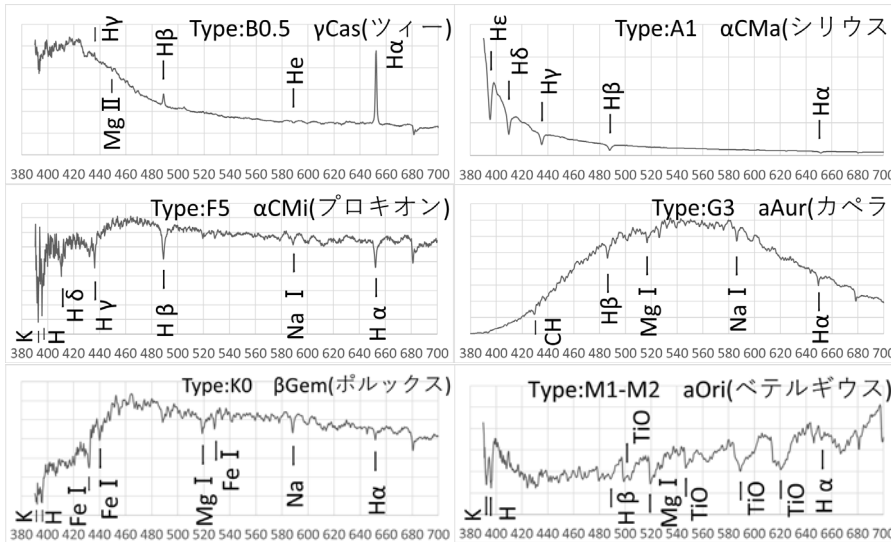 Type:B0.5 γCas(ツィー)
Hγ
Mg Ⅱ
Hβ
He
Hα
380 400 420 440 460 480 500 520 540 560 580 600 620 640 660 680 700
Type:A1 αCMa(シリウス
Hε
Hδ
Hγ
Hβ
Hα
380 400 420 440 460 480 500 520 540 560 580 600 620 640 660 680 700
Type:F5 αCMi(プロキオン)
K
H
H δ
H γ
H β
Na Ⅰ
H α
380 400 420 440 460 480 500 520 540 560 580 600 620 640 660 680 700
Type:G3 aAur(カペラ
CH
Hβ
Mg Ⅰ
Na Ⅰ
Hα
380 400 420 440 460 480 500 520 540 560 580 600 620 640 660 680 700
Type:K0 βGem(ポルックス)
K
H
Fe Ⅰ
Fe Ⅰ
Mg Ⅰ
Fe Ⅰ
Na
Hα
380 400 420 440 460 480 500 520 540 560 580 600 620 640 660 680 700
Type:M1-M2 aOri(ベテルギウス)
K
H
H β
TiO
Mg Ⅰ
TiO
TiO
TiO
H α
380 400 420 440 460 480 500 520 540 560 580 600 620 640 660 680 700